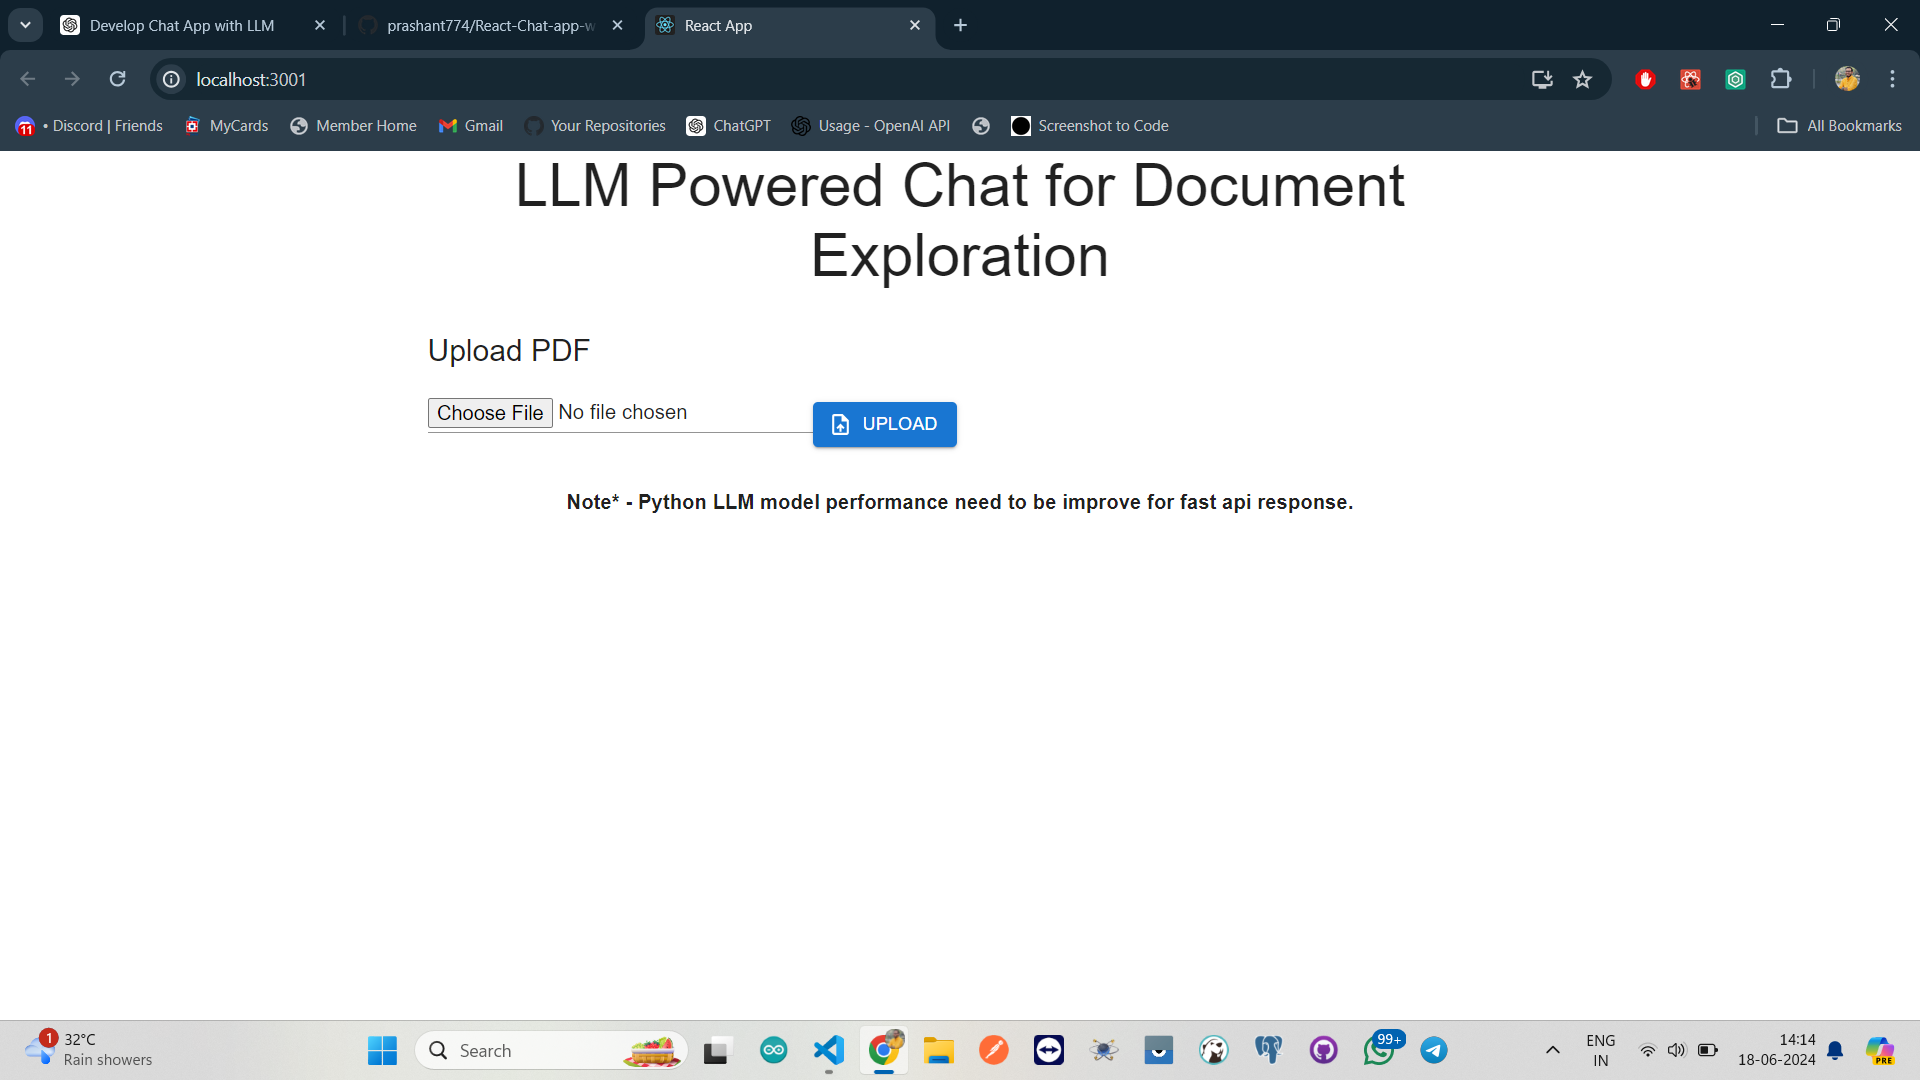 Develop Chat App with LLM
prashant774/React-Chat-app-w
React App
localhost:3001
11
• Discord | Friends
MyCards
Member Home
Gmail
Your Repositories
ChatGPT
Usage - OpenAI API
Screenshot to Code
All Bookmarks
LLM Powered Chat for Document
Exploration
Upload PDF
Choose File No file chosen
UPLOAD
Note* - Python LLM model performance need to be improve for fast api response.
1
32°C
Rain showers
Search
99+
ENG
IN
14:14
18-06-2024
PRE